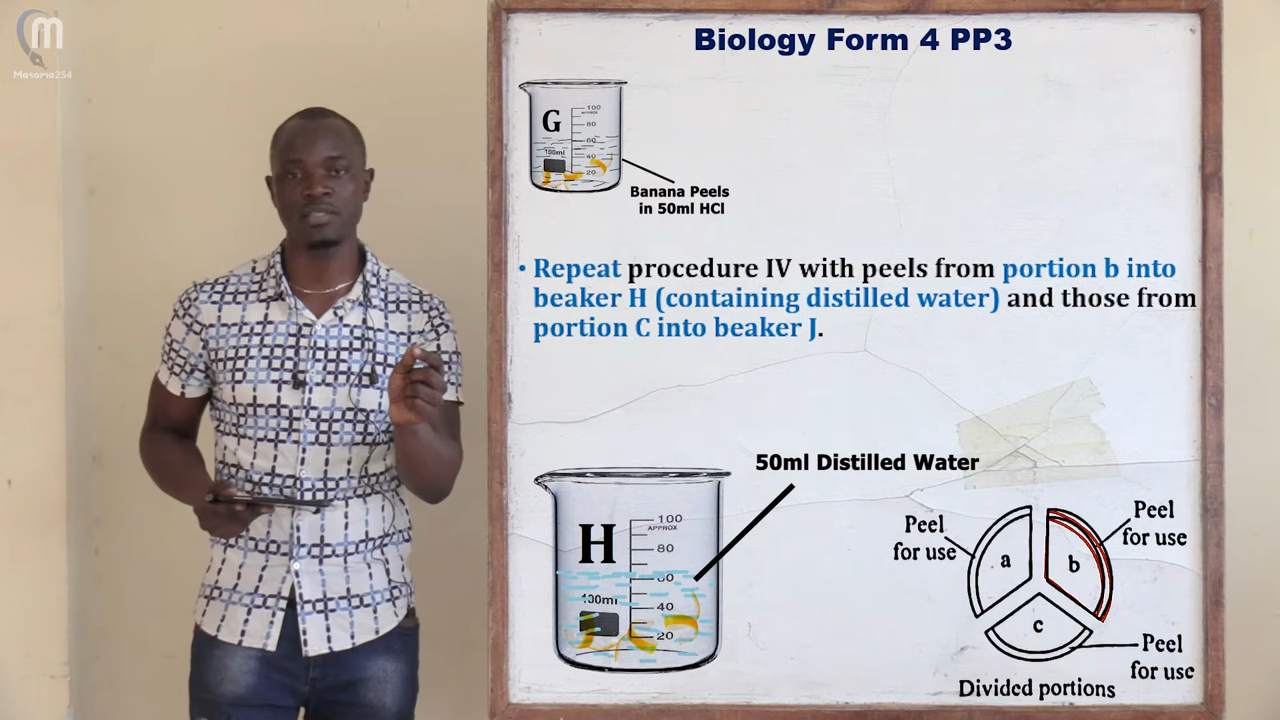 M
Masomo254
Biology Form 4 PP3
G
100
APPROX
80
60
100ml
40
20
Banana Peels
in 50ml HCl
• Repeat procedure IV with peels from portion b into
beaker H (containing distilled water) and those from
portion C into beaker J.
50ml Distilled Water
H
100
APPROX
80
60
100ml
40
20
Peel
for use
a
Peel
for use
b
c
Peel
for use
Divided portions